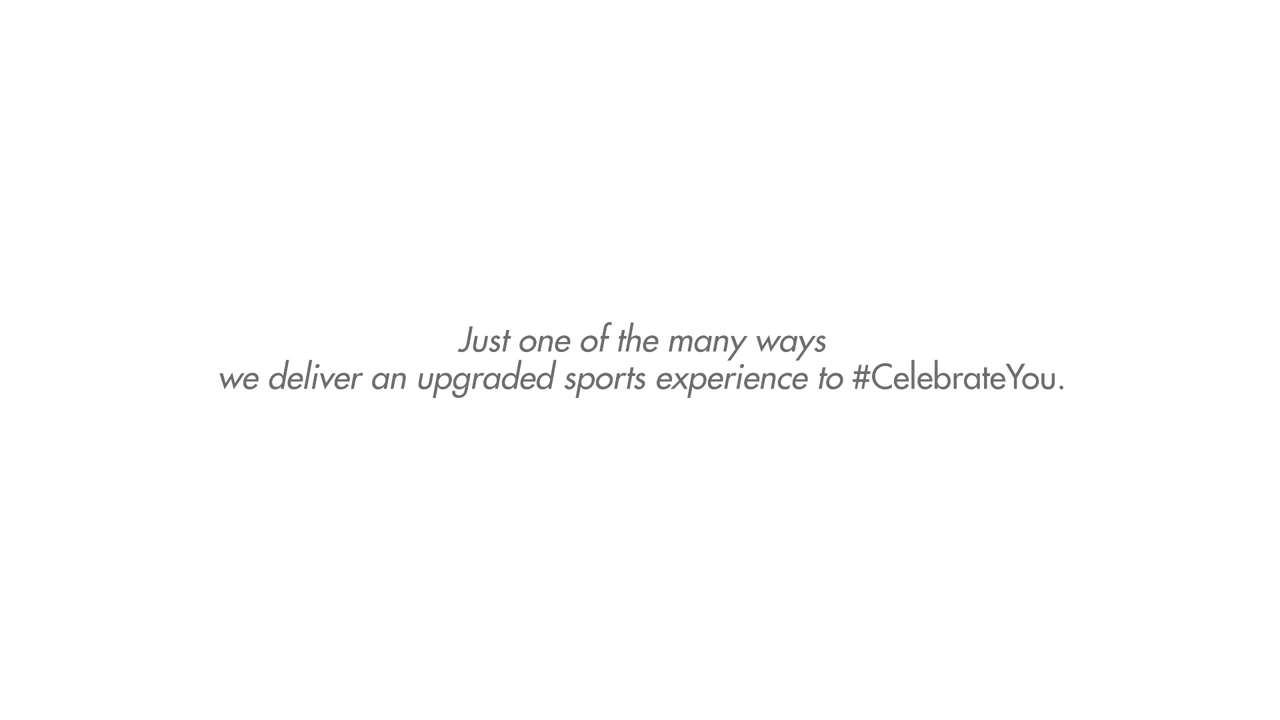 Just one of the many ways
we deliver an upgraded sports experience to #CelebrateYou.